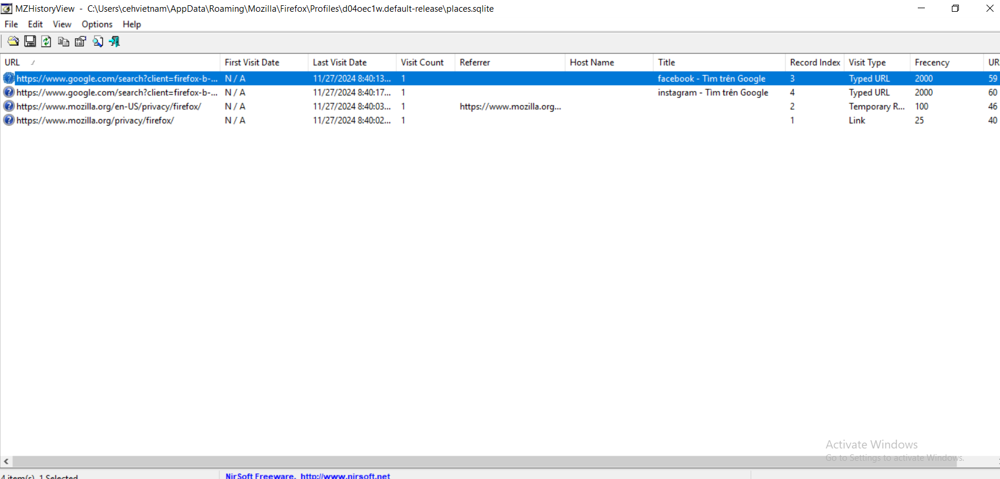 MZHistoryView - C:\Users\cehvietnam\AppData\Roaming\Mozilla\Firefox\Profiles\d04oec1w.default-release\places.sqlite
File Edit View Options Help
URL First Visit Date Last Visit Date Visit Count Referrer Host Name Title Record Index Visit Type Frecency UR
https://www.google.com/search?client=firefox-b-... N / A 11/27/2024 8:40:13... 1 facebook - Tìm trên Google 3 Typed URL 2000 59
https://www.google.com/search?client=firefox-b-... N / A 11/27/2024 8:40:17... 1 instagram - Tìm trên Google 4 Typed URL 2000 60
https://www.mozilla.org/en-US/privacy/firefox/ N / A 11/27/2024 8:40:03... 1 https://www.mozilla.org... 2 Temporary R... 100 46
https://www.mozilla.org/privacy/firefox/ N / A 11/27/2024 8:40:02... 1 1 Link 25 40
Activate Windows
Go to Settings to activate Windows.
4 item(s), 1 Selected NirSoft Freeware. http://www.nirsoft.net